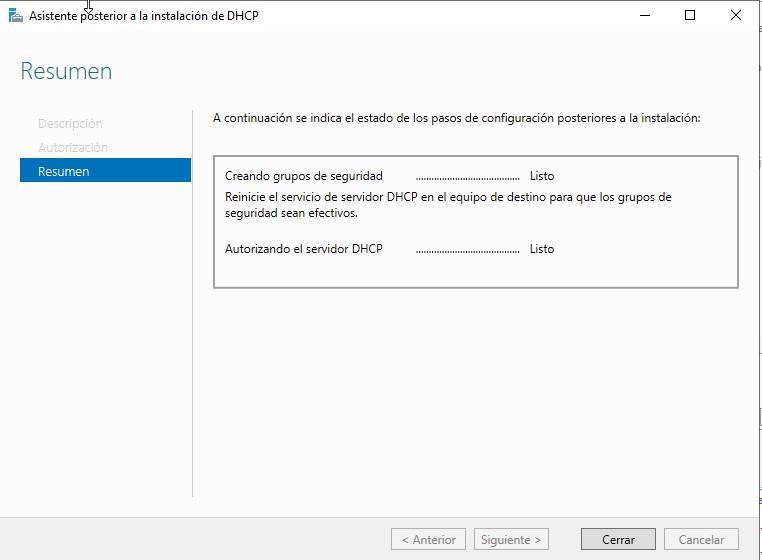 Asistente posterior a la instalación de DHCP
Resumen
Descripción
Autorización
Resumen
A continuación se indica el estado de los pasos de configuración posteriores a la instalación:
Creando grupos de seguridad ........................................ Listo
Reinicie el servicio de servidor DHCP en el equipo de destino para que los grupos de
seguridad sean efectivos.
Autorizando el servidor DHCP ........................................ Listo
< Anterior
Siguiente >
Cerrar
Cancelar